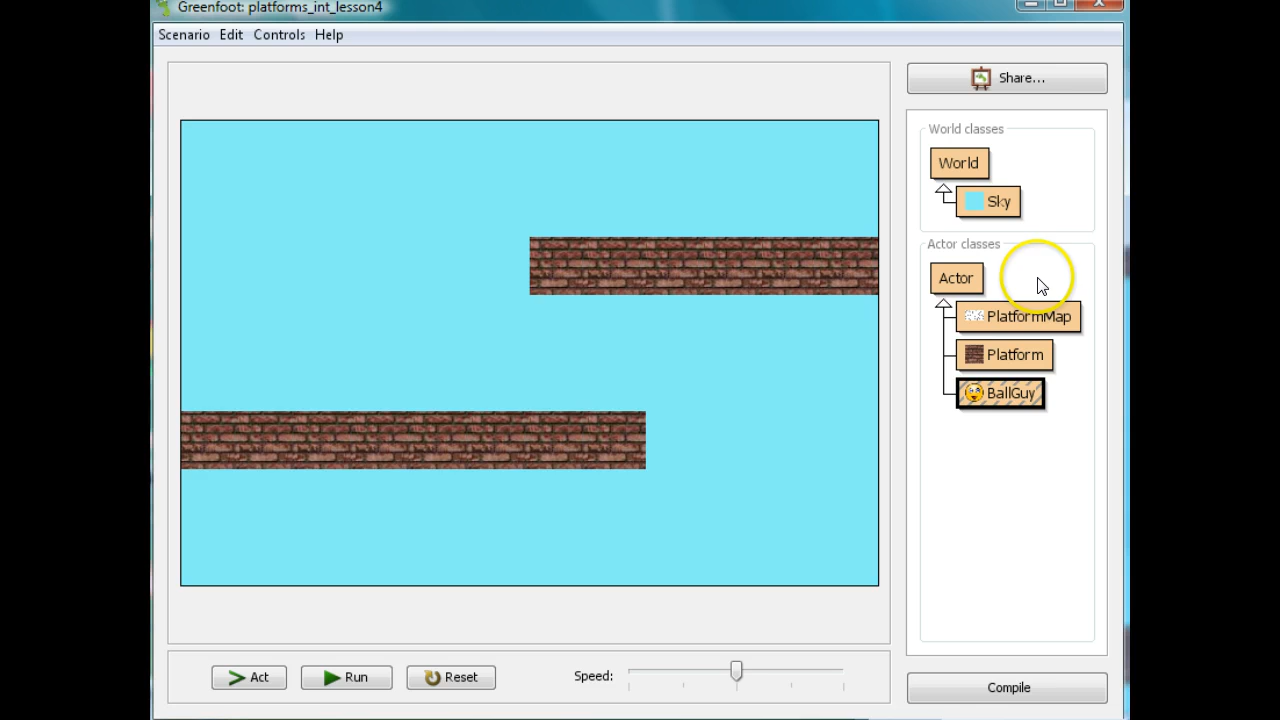 Greenfoot: platforms_int_lesson4
Scenario Edit Controls Help
Share...
World classes
World
Sky
Actor classes
Actor
PlatformMap
Platform
BallGuy
Act Run Reset Speed:
Compile